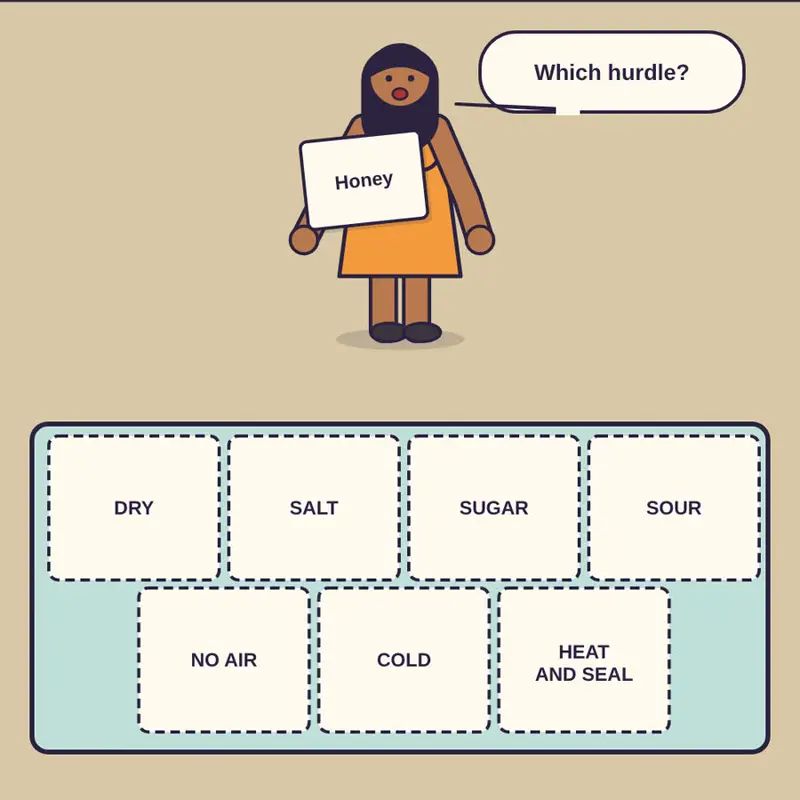 Which hurdle?
Honey
DRY
SALT
SUGAR
SOUR
NO AIR
COLD
HEAT
AND SEAL